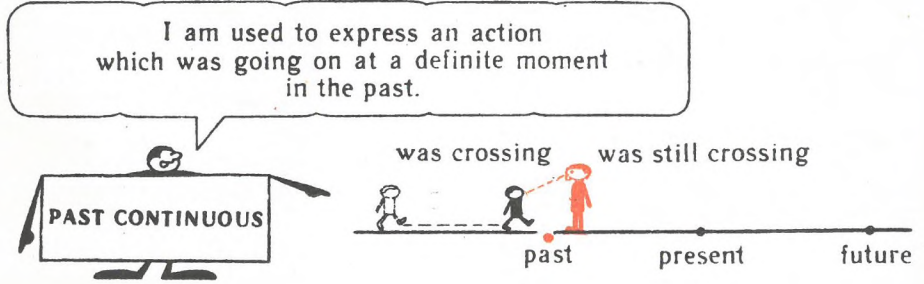 I am used to express an action
which was going on at a definite moment
in the past.
was crossing
was still crossing
PAST CONTINUOUS
past
present
future